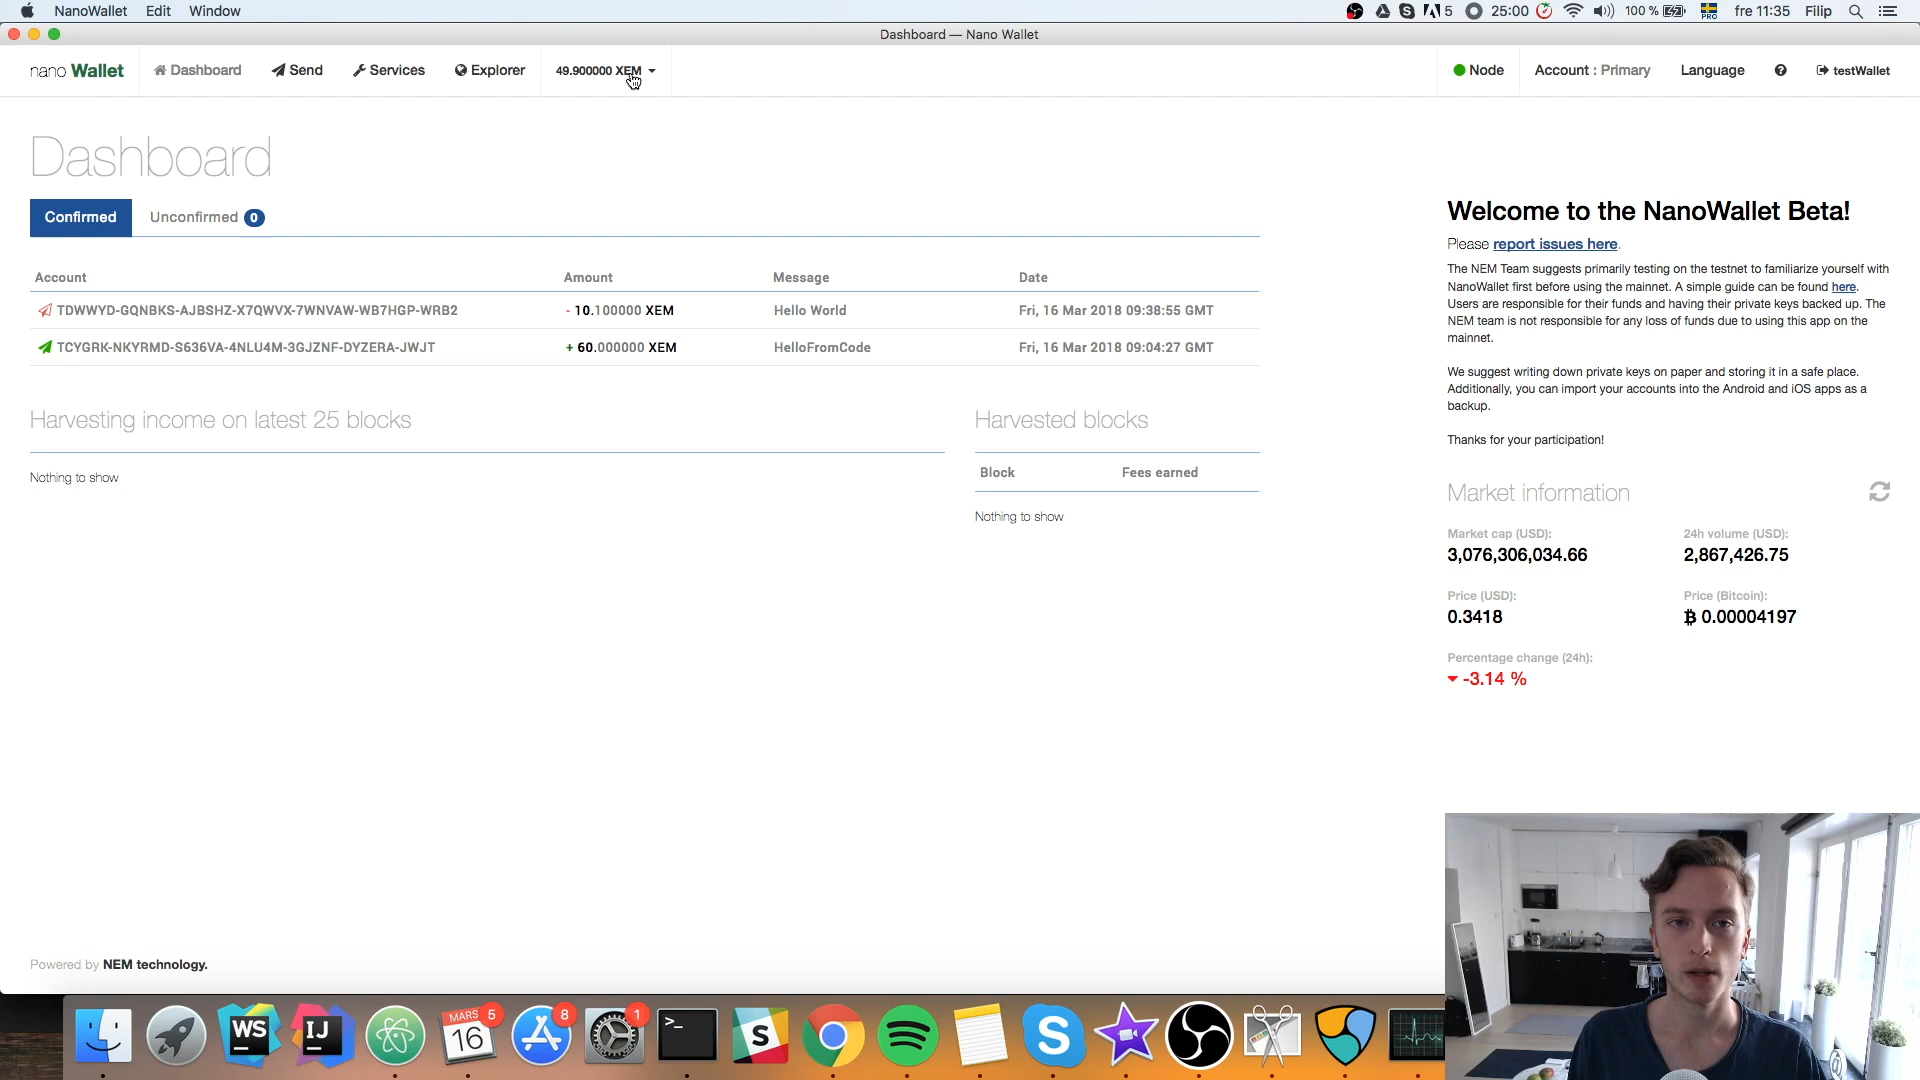 NanoWallet Edit Window
5 25:00 100 % PRO fre 11:35 Filip
Dashboard — Nano Wallet
nano Wallet Dashboard Send Services Explorer 49.900000 XEM Node Account : Primary Language testWallet
Dashboard
Confirmed Unconfirmed 0
Account Amount Message Date
TDWWYD-GQNBKS-AJBSHZ-X7QWVX-7WNVAW-WB7HGP-WRB2 - 10.100000 XEM Hello World Fri, 16 Mar 2018 09:38:55 GMT
TCYGRK-NKYRMD-S636VA-4NLU4M-3GJZNF-DYZERA-JWJT + 60.000000 XEM HelloFromCode Fri, 16 Mar 2018 09:04:27 GMT
Harvesting income on latest 25 blocks
Nothing to show
Harvested blocks
Block Fees earned
Nothing to show
Welcome to the NanoWallet Beta!
Please report issues here.
The NEM Team suggests primarily testing on the testnet to familiarize yourself with
NanoWallet first before using the mainnet. A simple guide can be found here.
Users are responsible for their funds and having their private keys backed up. The
NEM team is not responsible for any loss of funds due to using this app on the
mainnet.
We suggest writing down private keys on paper and storing it in a safe place.
Additionally, you can import your accounts into the Android and iOS apps as a
backup.
Thanks for your participation!
Market information
Market cap (USD): 24h volume (USD):
3,076,306,034.66 2,867,426.75
Price (USD): Price (Bitcoin):
0.3418 ₿ 0.00004197
Percentage change (24h):
-3.14 %
Powered by NEM technology.
WS IJ MARS 16 5 8 1 >_ S S